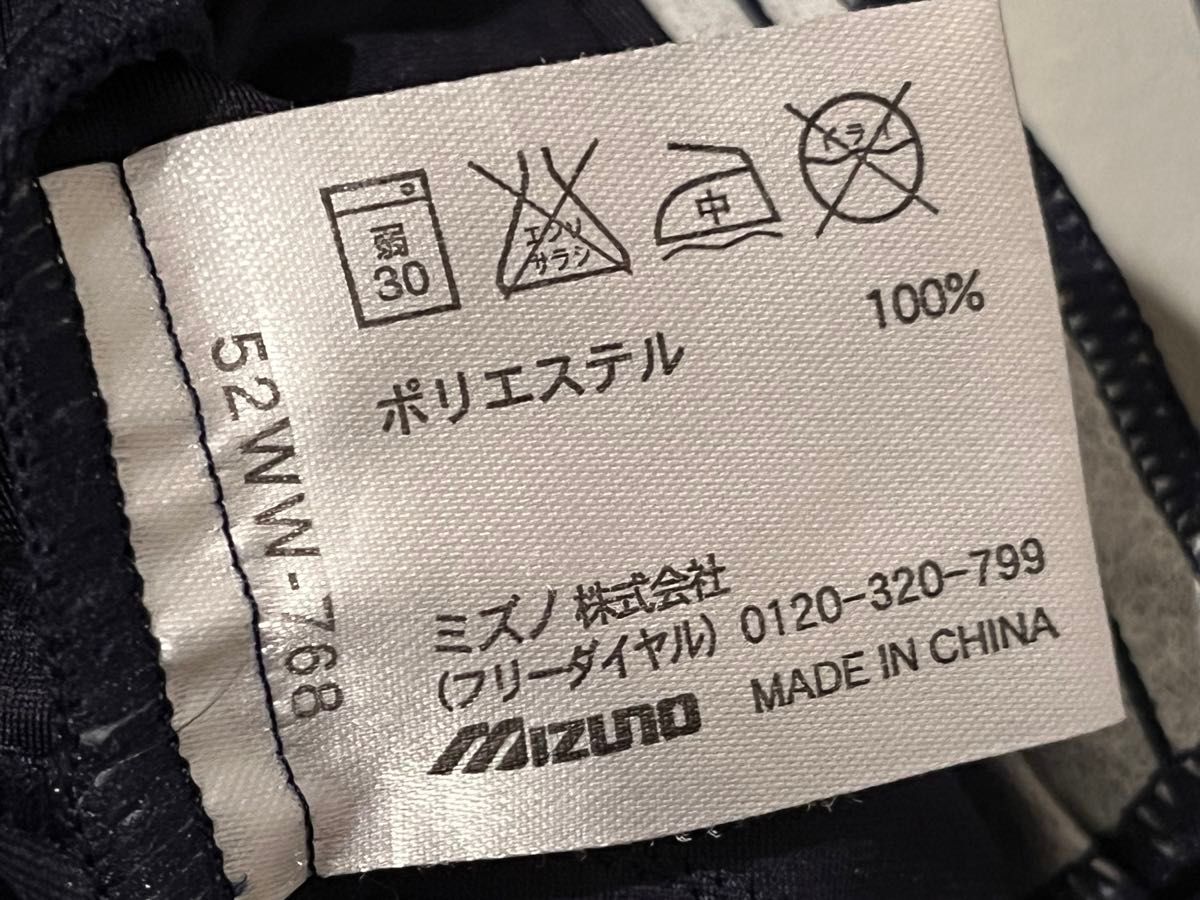 弱
30
エンソ
サラシ
中
ドライ
100%
ポリエステル
52WW-768
ミズノ株式会社
(フリーダイヤル) 0120-320-799
MIZUNO MADE IN CHINA